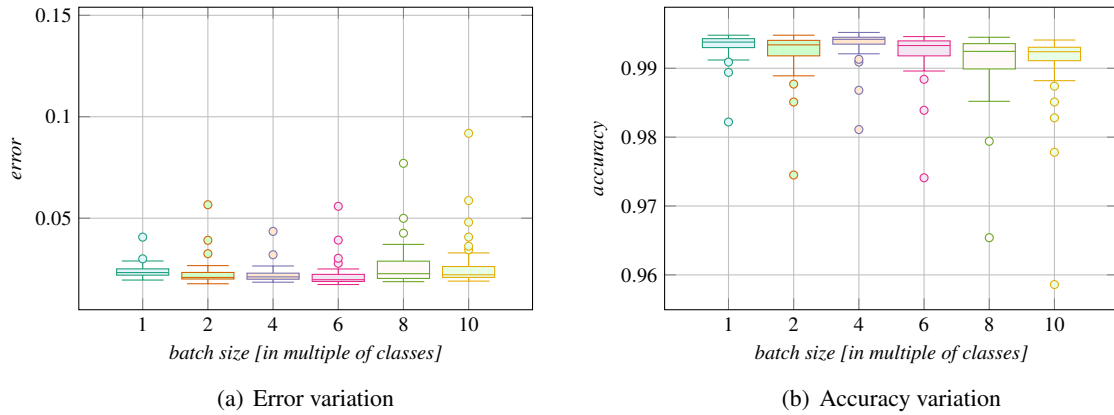 0.15
0.1
0.05
error
1 2 4 6 8 10
batch size [in multiple of classes]
(a) Error variation
0.99
0.98
0.97
0.96
accuracy
1 2 4 6 8 10
batch size [in multiple of classes]
(b) Accuracy variation